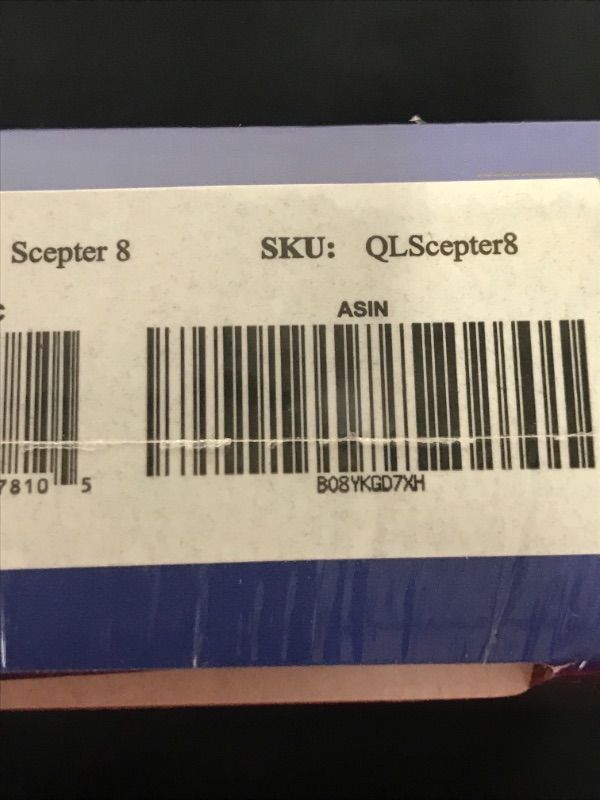 Scepter 8 SKU: QLScepter8
ASIN
7810 5 B08YKGD7XH